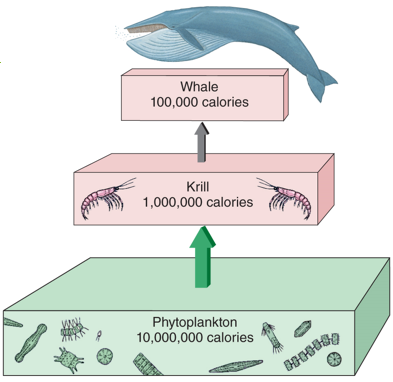 Whale
100,000 calories
Krill
1,000,000 calories
Phytoplankton
10,000,000 calories